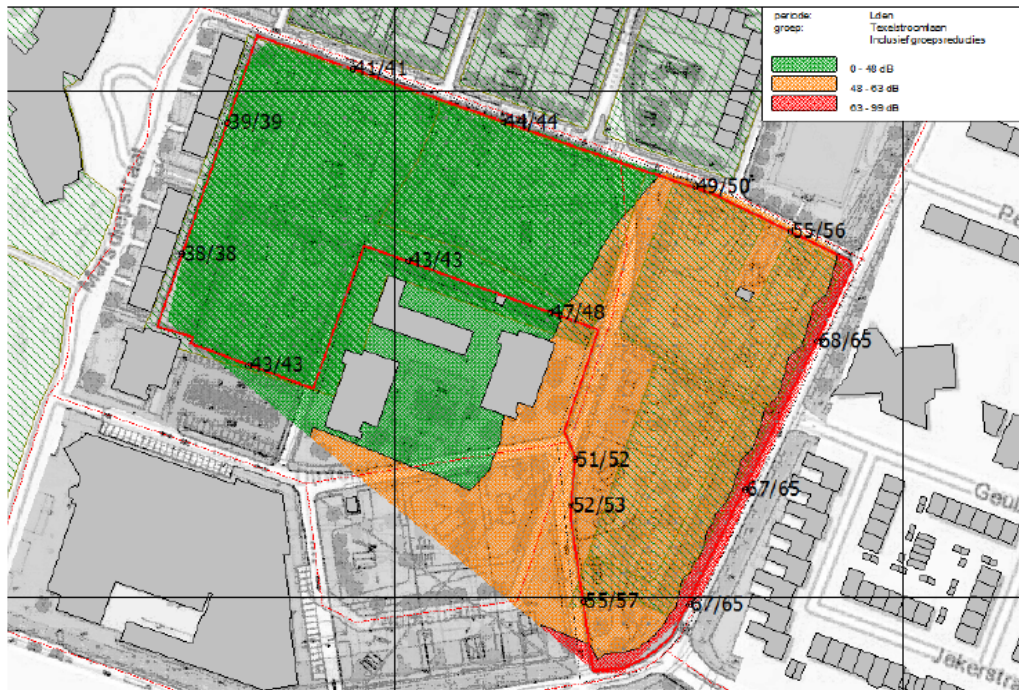 periode: Lden
groep: Texelstroomlaan
Inclusief groepsreducties
0 - 48 dB
48 - 63 dB
63 - 99 dB
41/41
39/39
44/44
49/50
55/56
38/38
43/43
47/48
68/65
43/43
51/52
67/65
52/53
55/57
67/65
Jekerstra